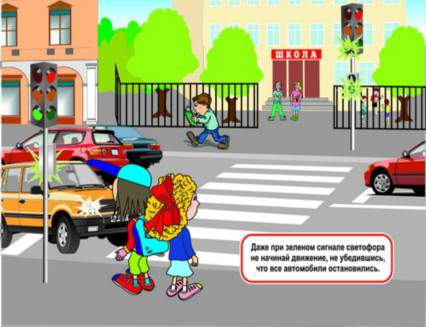 ШКОЛА
Даже при зеленом сигнале светофора
не начинай движение, не убедившись,
что все автомобили остановились.